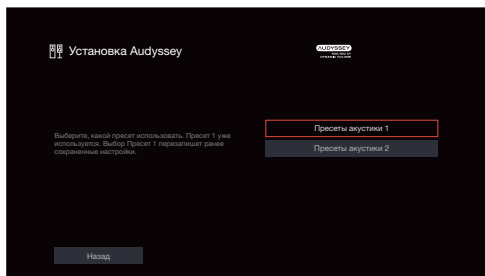 Установка Audyssey
AUDYSSEY
Выберите, какой пресет использовать. Пресет 1 уже
используется. Выбор Пресет 1 перезапишет ранее
сохраненные настройки.
Пресеты акустики 1
Пресеты акустики 2
Назад